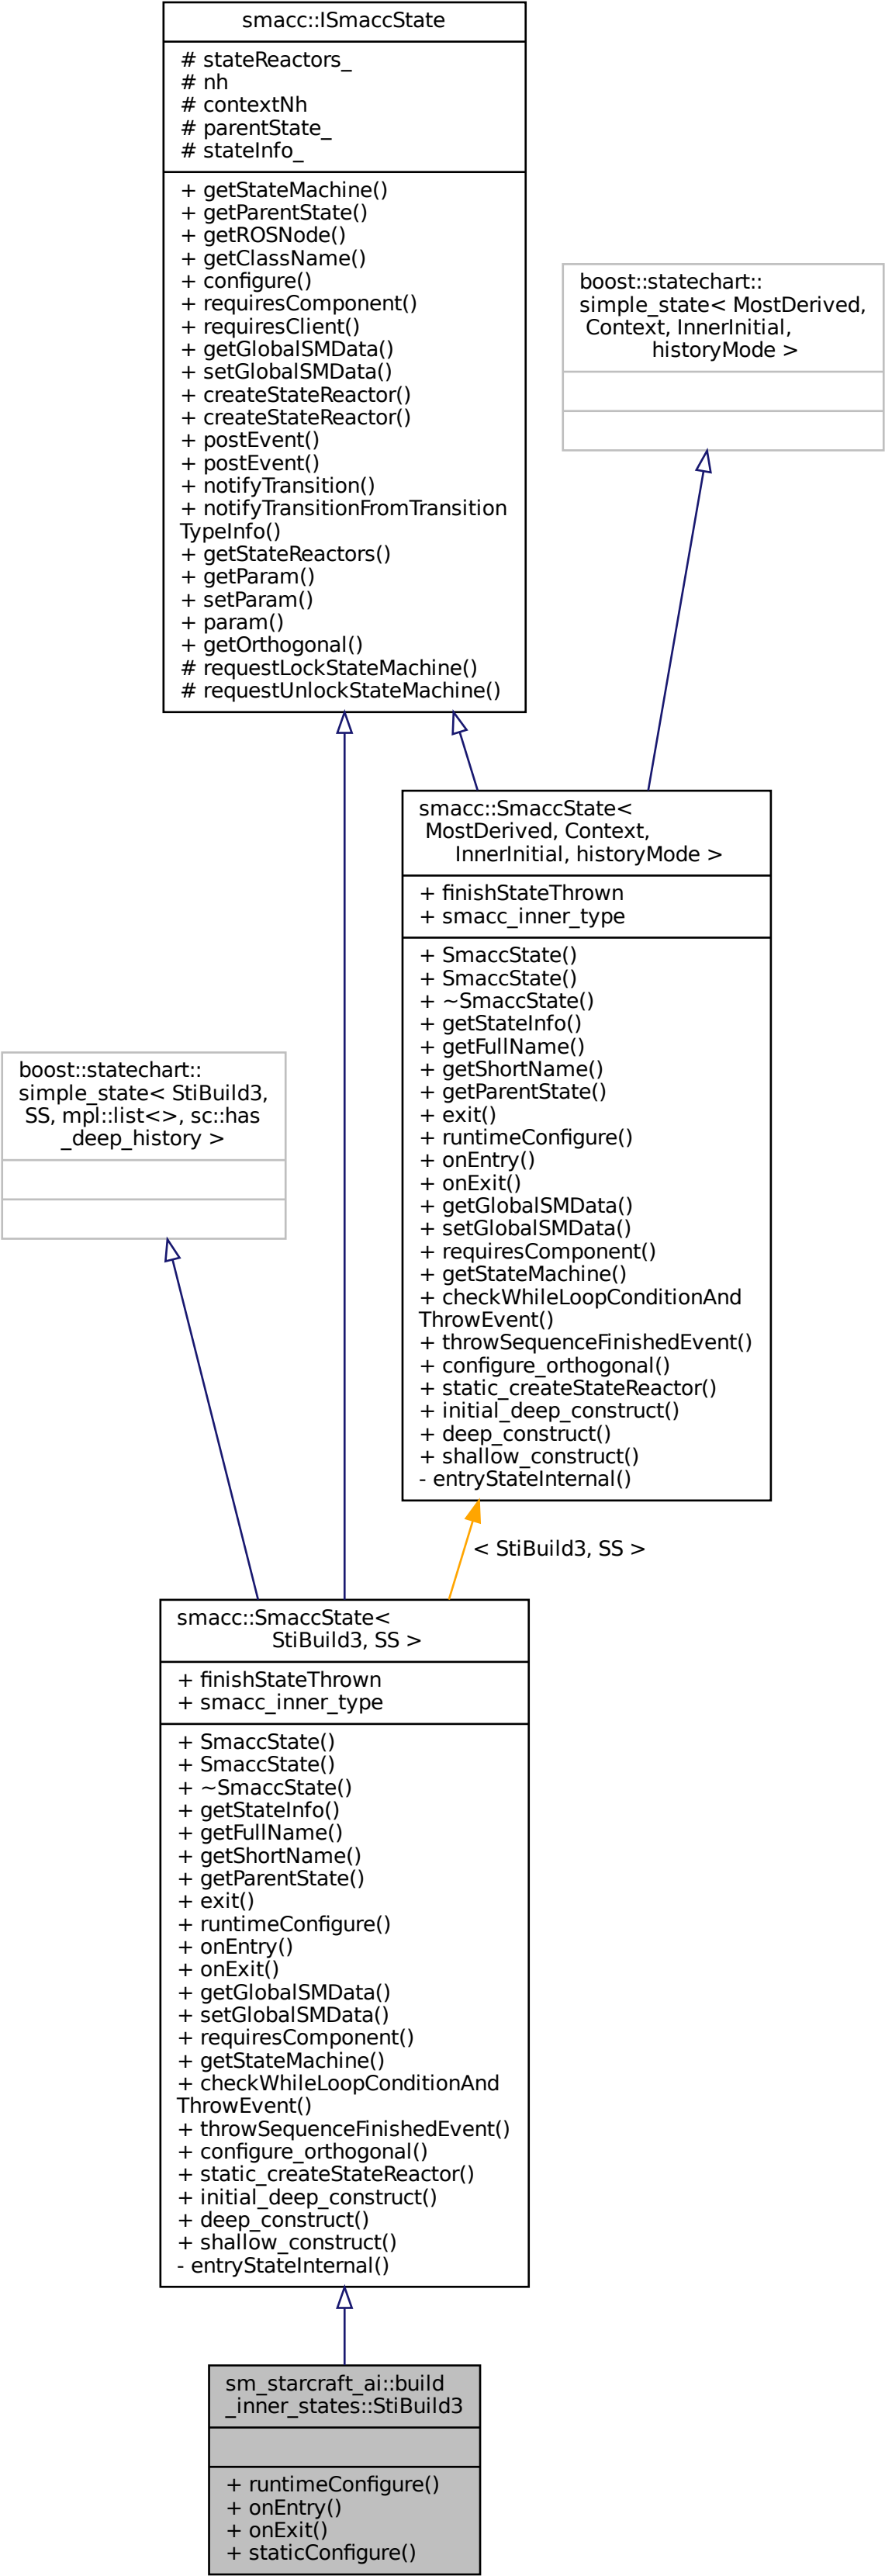 smacc::ISmaccState
# stateReactors_
# nh
# contextNh
# parentState_
# stateInfo_
+ getStateMachine()
+ getParentState()
+ getROSNode()
+ getClassName()
+ configure()
+ requiresComponent()
+ requiresClient()
+ getGlobalSMData()
+ setGlobalSMData()
+ createStateReactor()
+ createStateReactor()
+ postEvent()
+ postEvent()
+ notifyTransition()
+ notifyTransitionFromTransition
TypeInfo()
+ getStateReactors()
+ getParam()
+ setParam()
+ param()
+ getOrthogonal()
# requestLockStateMachine()
# requestUnlockStateMachine()
boost::statechart::
simple_state< MostDerived,
Context, InnerInitial,
historyMode >
smacc::SmaccState<
MostDerived, Context,
InnerInitial, historyMode >
+ finishStateThrown
+ smacc_inner_type
+ SmaccState()
+ SmaccState()
+ ~SmaccState()
+ getStateInfo()
+ getFullName()
+ getShortName()
+ getParentState()
+ exit()
+ runtimeConfigure()
+ onEntry()
+ onExit()
+ getGlobalSMData()
+ setGlobalSMData()
+ requiresComponent()
+ getStateMachine()
+ checkWhileLoopConditionAnd
ThrowEvent()
+ throwSequenceFinishedEvent()
+ configure_orthogonal()
+ static_createStateReactor()
+ initial_deep_construct()
+ deep_construct()
+ shallow_construct()
- entryStateInternal()
boost::statechart::
simple_state< StiBuild3,
SS, mpl::list<>, sc::has
_deep_history >
< StiBuild3, SS >
smacc::SmaccState<
StiBuild3, SS >
+ finishStateThrown
+ smacc_inner_type
+ SmaccState()
+ SmaccState()
+ ~SmaccState()
+ getStateInfo()
+ getFullName()
+ getShortName()
+ getParentState()
+ exit()
+ runtimeConfigure()
+ onEntry()
+ onExit()
+ getGlobalSMData()
+ setGlobalSMData()
+ requiresComponent()
+ getStateMachine()
+ checkWhileLoopConditionAnd
ThrowEvent()
+ throwSequenceFinishedEvent()
+ configure_orthogonal()
+ static_createStateReactor()
+ initial_deep_construct()
+ deep_construct()
+ shallow_construct()
- entryStateInternal()
sm_starcraft_ai::build
_inner_states::StiBuild3
+ runtimeConfigure()
+ onEntry()
+ onExit()
+ staticConfigure()